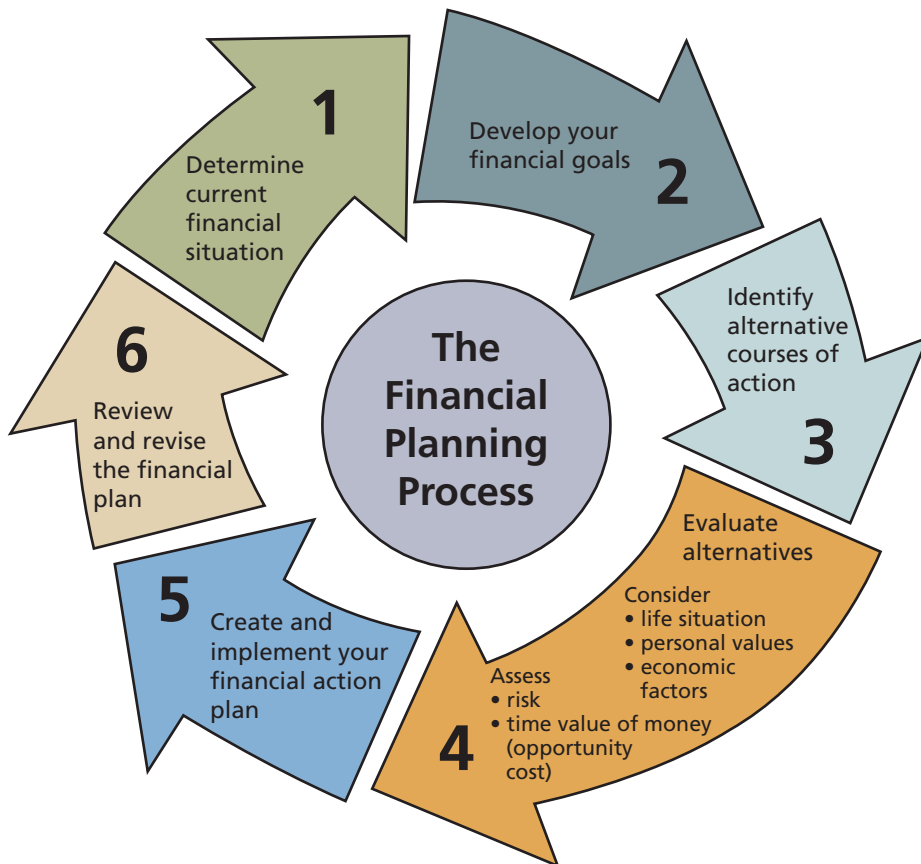 The
Financial
Planning
Process
1
Determine
current
financial
situation
2
Develop your
financial goals
3
Identify
alternative
courses of
action
4
Evaluate
alternatives
Consider
• life situation
• personal values
• economic
factors
Assess
• risk
• time value of money
(opportunity
cost)
5
Create and
implement your
financial action
plan
6
Review
and revise
the financial
plan